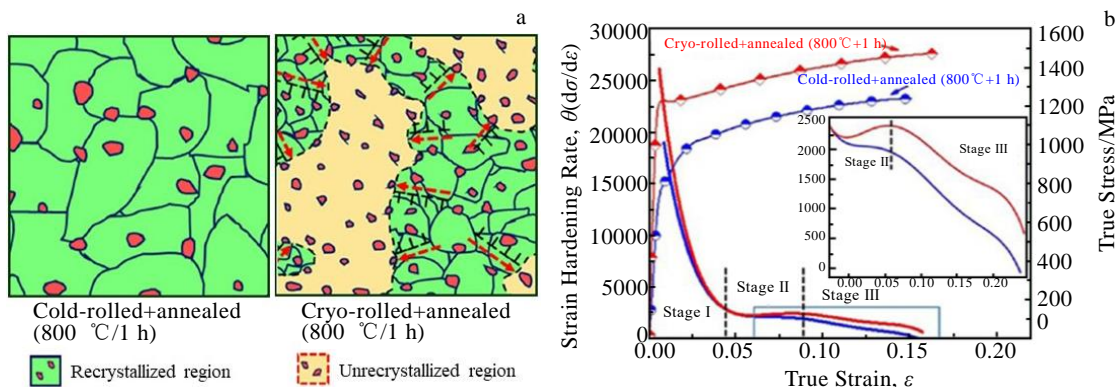 a
Cold-rolled+annealed
(800 ℃/1 h)
Cryo-rolled+annealed
(800 ℃/1 h)
Recrystallized region
Unrecrystallized region
b
Strain Hardening Rate, θ(dσ/dε)
35000
30000
25000
20000
15000
10000
5000
0
Cryo-rolled+annealed (800℃+1 h)
Cold-rolled+annealed (800℃+1 h)
2500
2000
1500
1000
500
0
Stage II
Stage III
0.00 0.05 0.10 0.15 0.20
Stage I
Stage II
Stage III
0.00 0.05 0.10 0.15 0.20
True Strain, ε
1600
1400
1200
1000
800
600
400
200
0
True Stress/MPa